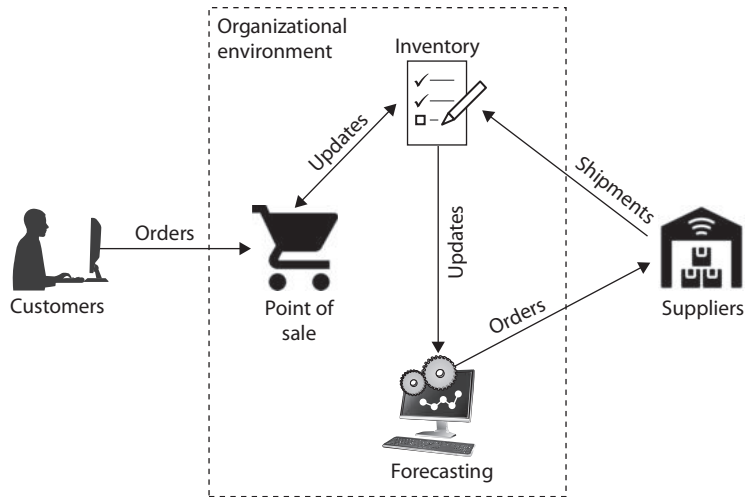 Organizational
environment
Inventory
Updates
Shipments
Orders
Updates
Customers
Point of
sale
Orders
Suppliers
Forecasting